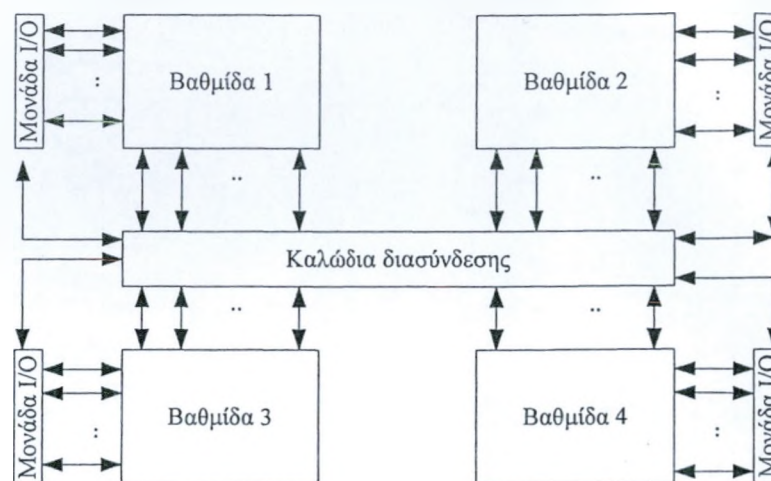 Μονάδα I/O
Βαθμίδα 1
Βαθμίδα 2
Μονάδα I/O
Καλώδια διασύνδεσης
Μονάδα I/O
Βαθμίδα 3
Βαθμίδα 4
Μονάδα I/O